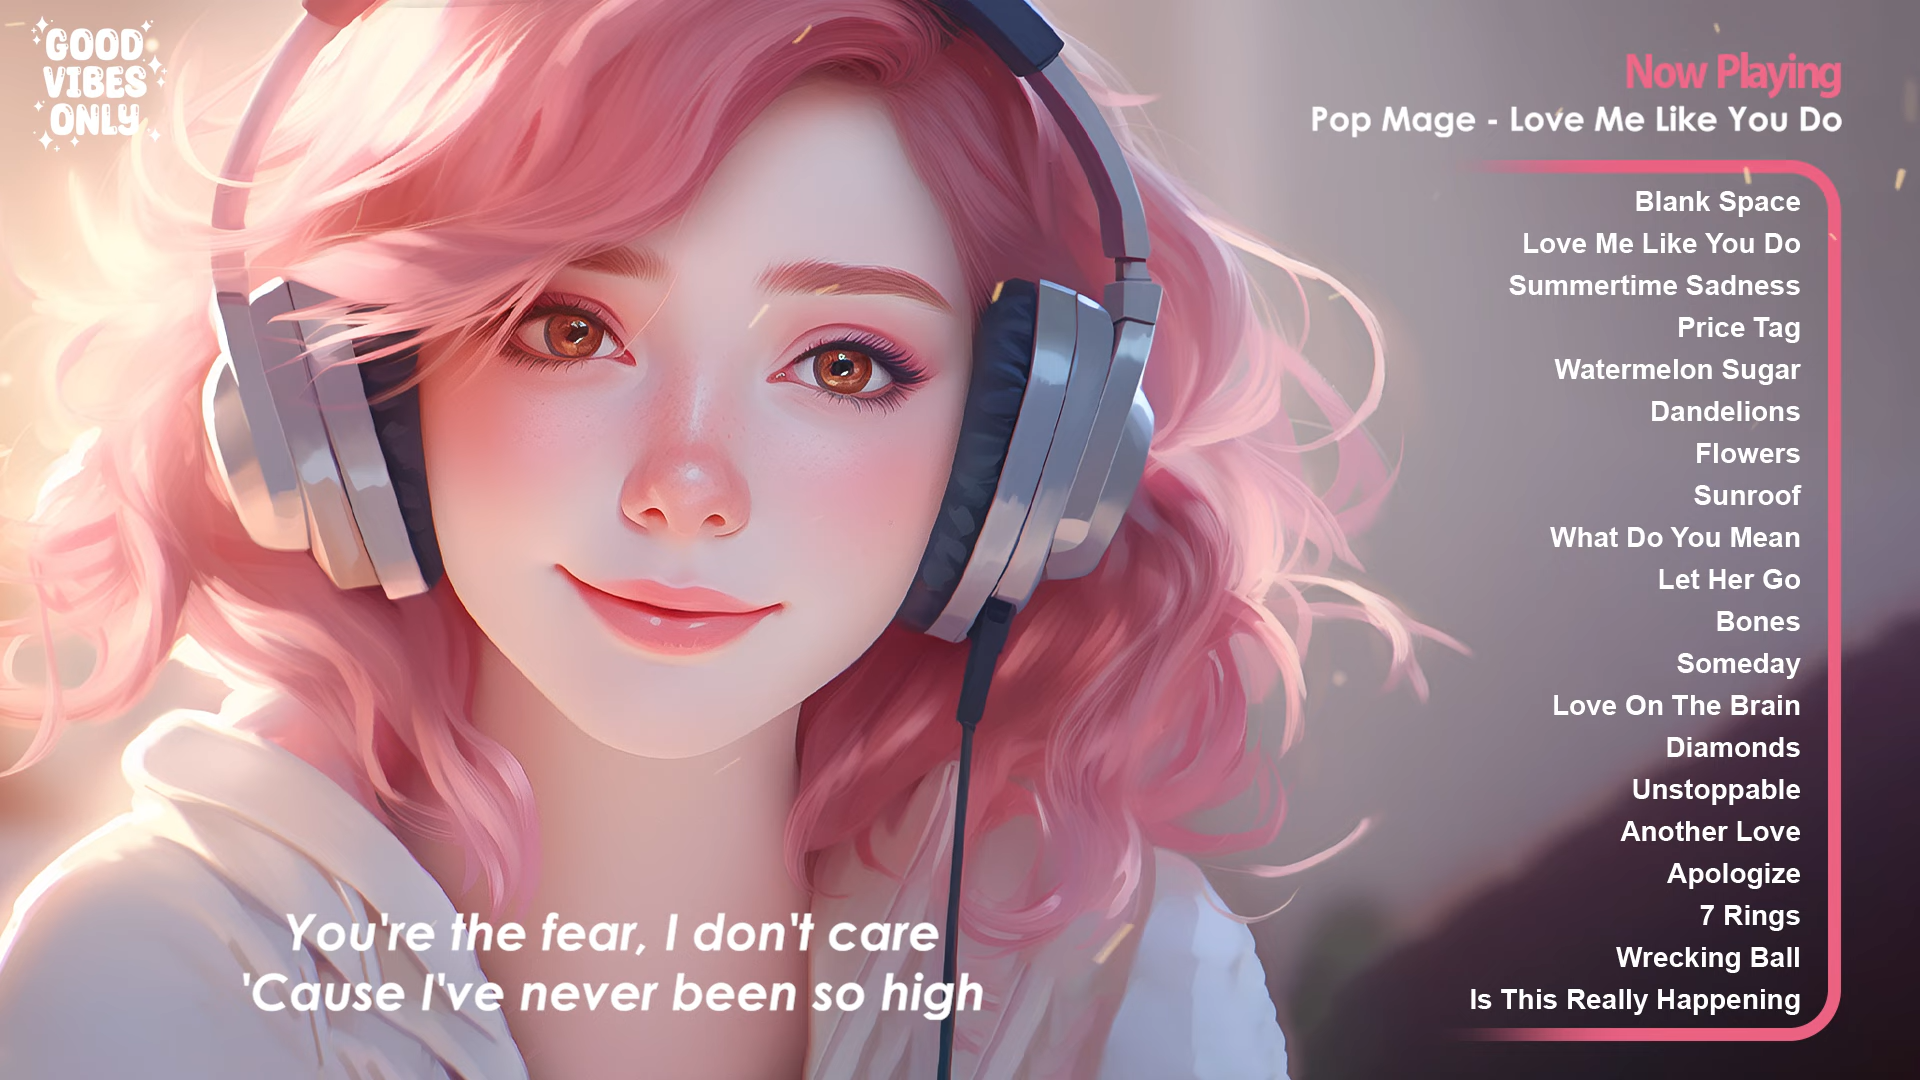 GOOD
VIBES
ONLY
Now Playing
Pop Mage - Love Me Like You Do
Blank Space
Love Me Like You Do
Summertime Sadness
Price Tag
Watermelon Sugar
Dandelions
Flowers
Sunroof
What Do You Mean
Let Her Go
Bones
Someday
Love On The Brain
Diamonds
Unstoppable
Another Love
Apologize
7 Rings
Wrecking Ball
Is This Really Happening
You're the fear, I don't care
'Cause I've never been so high